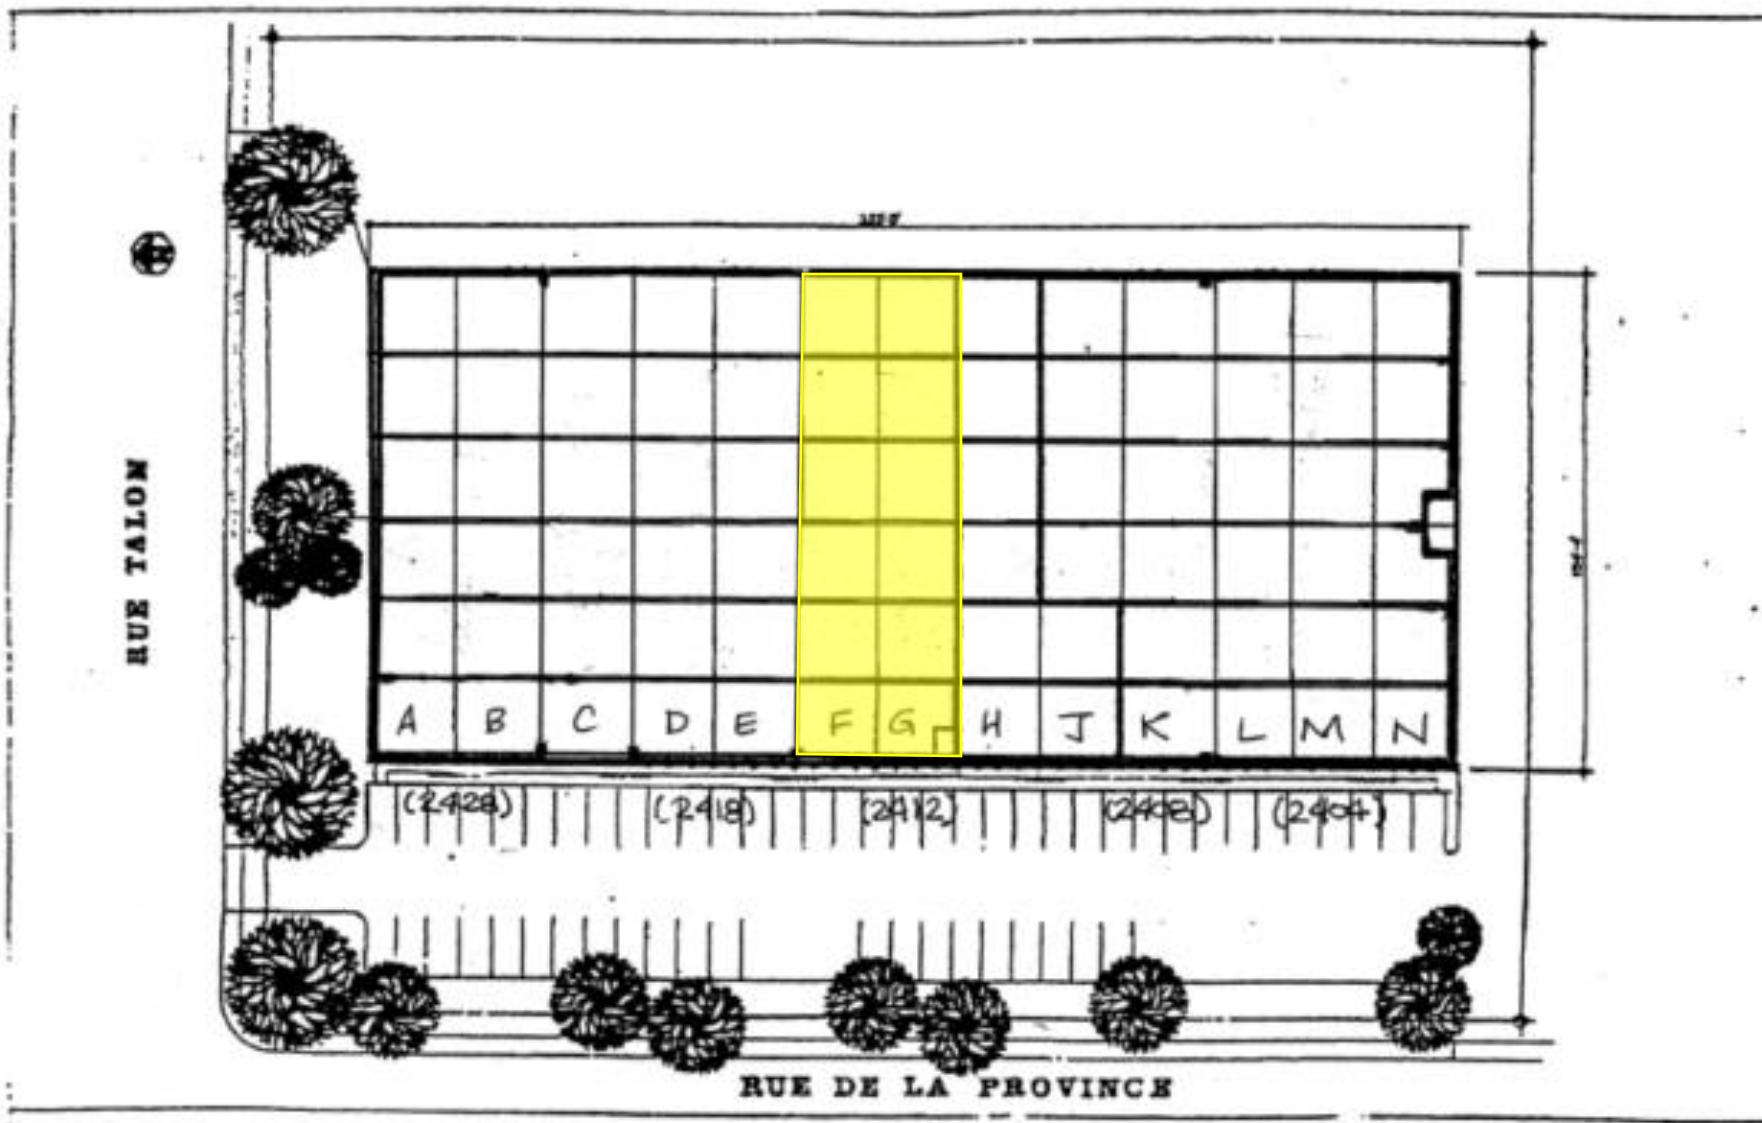 RUE TALON
A B C D E F G H J K L M N
(2428) (2418) (2412) (2408) (2404)
RUE DE LA PROVINCE